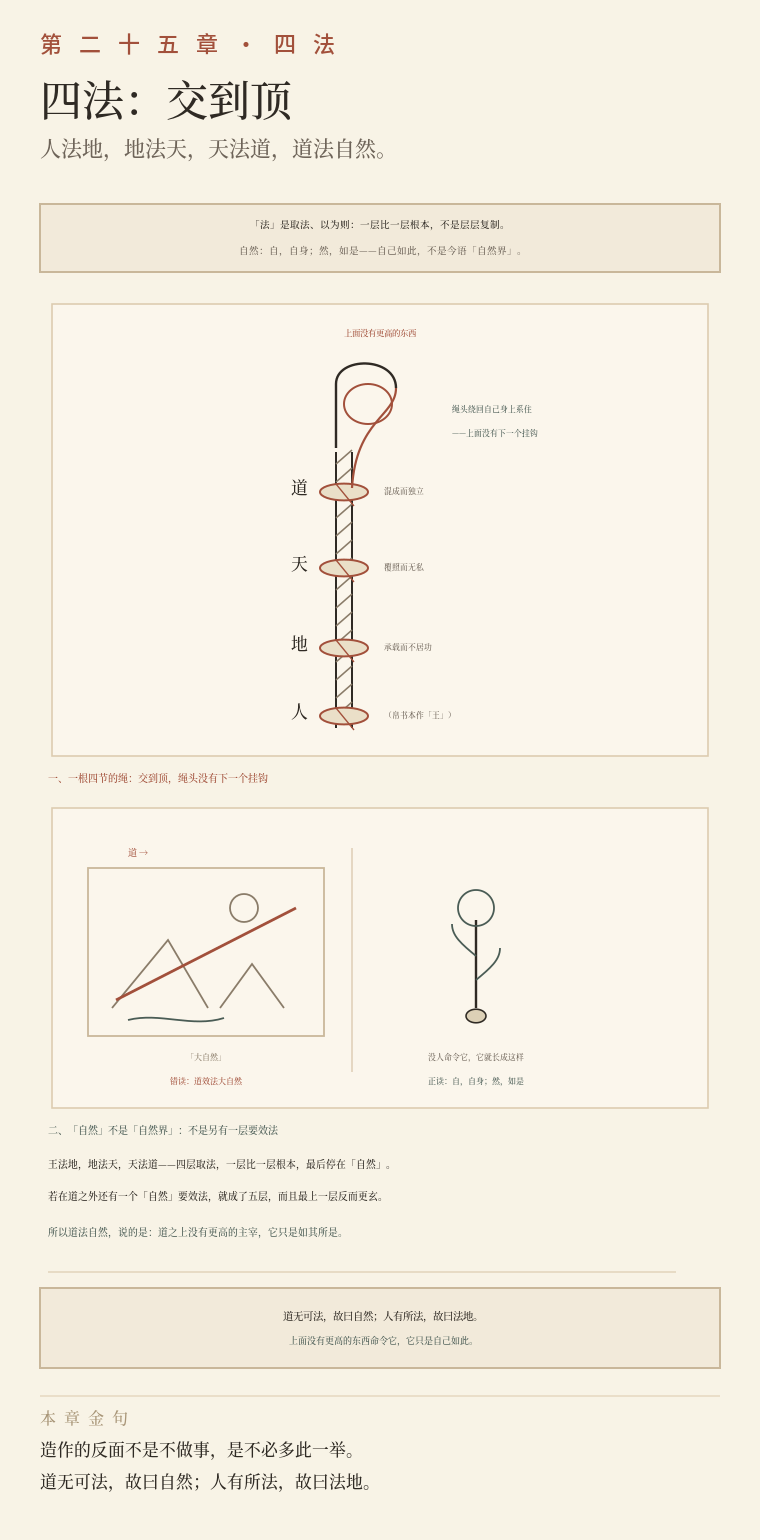 第二十五章·四法
四法：交到顶
人法地，地法天，天法道，道法自然。
「法」是取法、以为则：一层比一层根本，不是层层复制。
自然：自，自身；然，如是——自己如此，不是今语「自然界」。
上面没有更高的东西
绳头绕回自己身上系住
——上面没有下一个挂钩
道
混成而独立
天
覆照而无私
地
承载而不居功
人
（帛书本作「王」）
一、一根四节的绳：交到顶，绳头没有下一个挂钩
道→
「大自然」
错读：道效法大自然
没人命令它，它就长成这样
正读：自，自身；然，如是
二、「自然」不是「自然界」：不是另有一层要效法
王法地，地法天，天法道——四层取法，一层比一层根本，最后停在「自然」。
若在道之外还有一个「自然」要效法，就成了五层，而且最上一层反而更玄。
所以道法自然，说的是：道之上没有更高的主宰，它只是如其所是。
道无可法，故曰自然；人有所法，故曰法地。
上面没有更高的东西命令它，它只是自己如此。
本章金句
造作的反面不是不做事，是不必多此一举。
道无可法，故曰自然；人有所法，故曰法地。